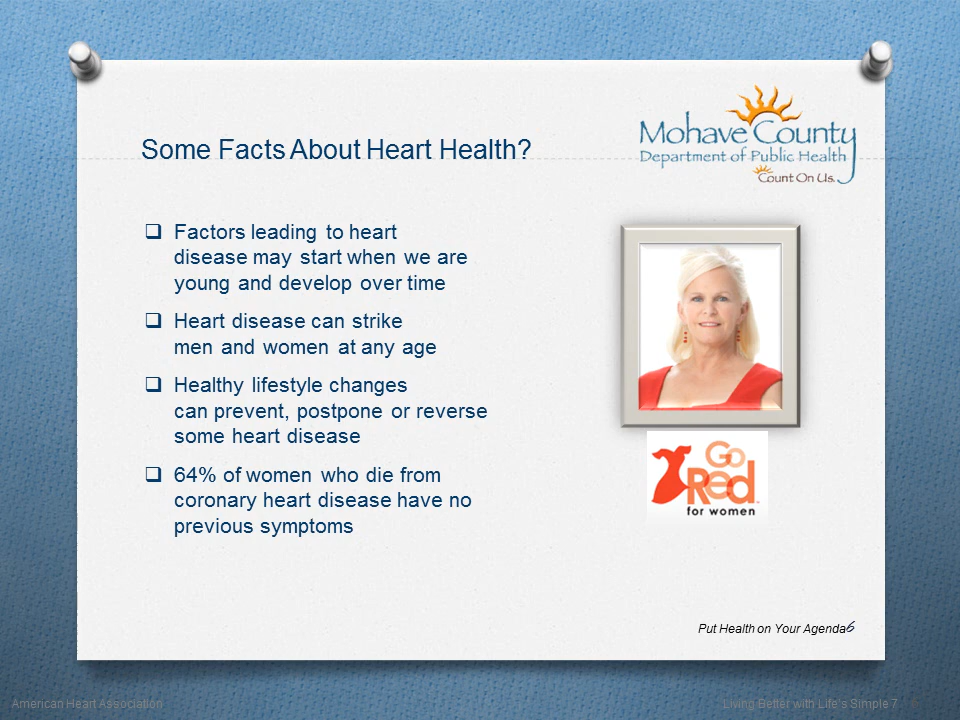 Some Facts About Heart Health?
Mohave County
Department of Public Health
Count On Us.
❑ Factors leading to heart
disease may start when we are
young and develop over time
❑ Heart disease can strike
men and women at any age
❑ Healthy lifestyle changes
can prevent, postpone or reverse
some heart disease
❑ 64% of women who die from
coronary heart disease have no
previous symptoms
Go
Red™
for women
Put Health on Your Agenda 6
American Heart Association
Living Better with Life's Simple 7